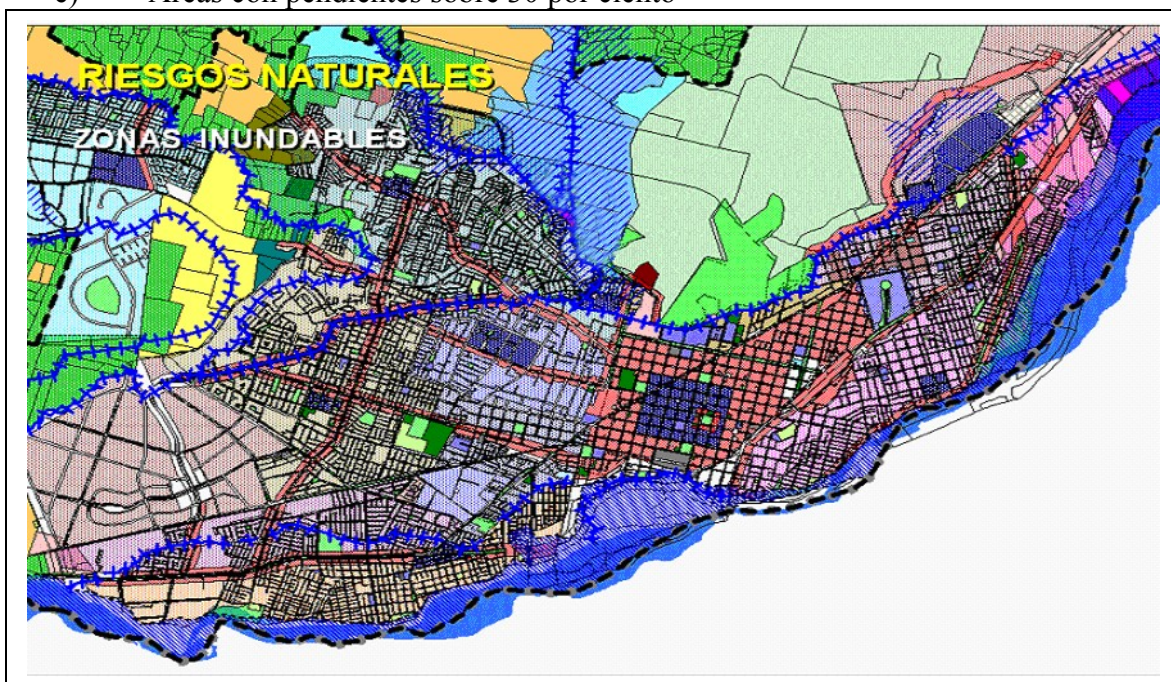 c) Áreas con pendientes sobre 30 por ciento
RIESGOS NATURALES
ZONAS INUNDABLES